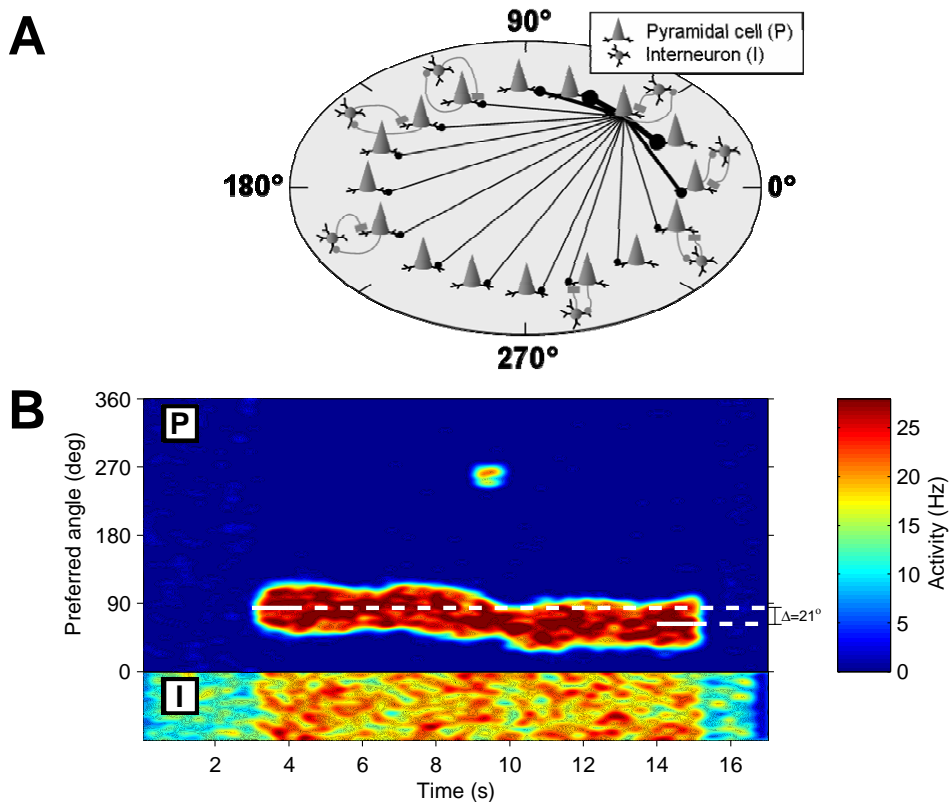 A
90°
Pyramidal cell (P)
Interneuron (I)
180°
0°
270°
B
P
360
270
180
90
0
Preferred angle (deg)
Δ=21°
I
2 4 6 8 10 12 14 16
Time (s)
25
20
15
10
5
0
Activity (Hz)